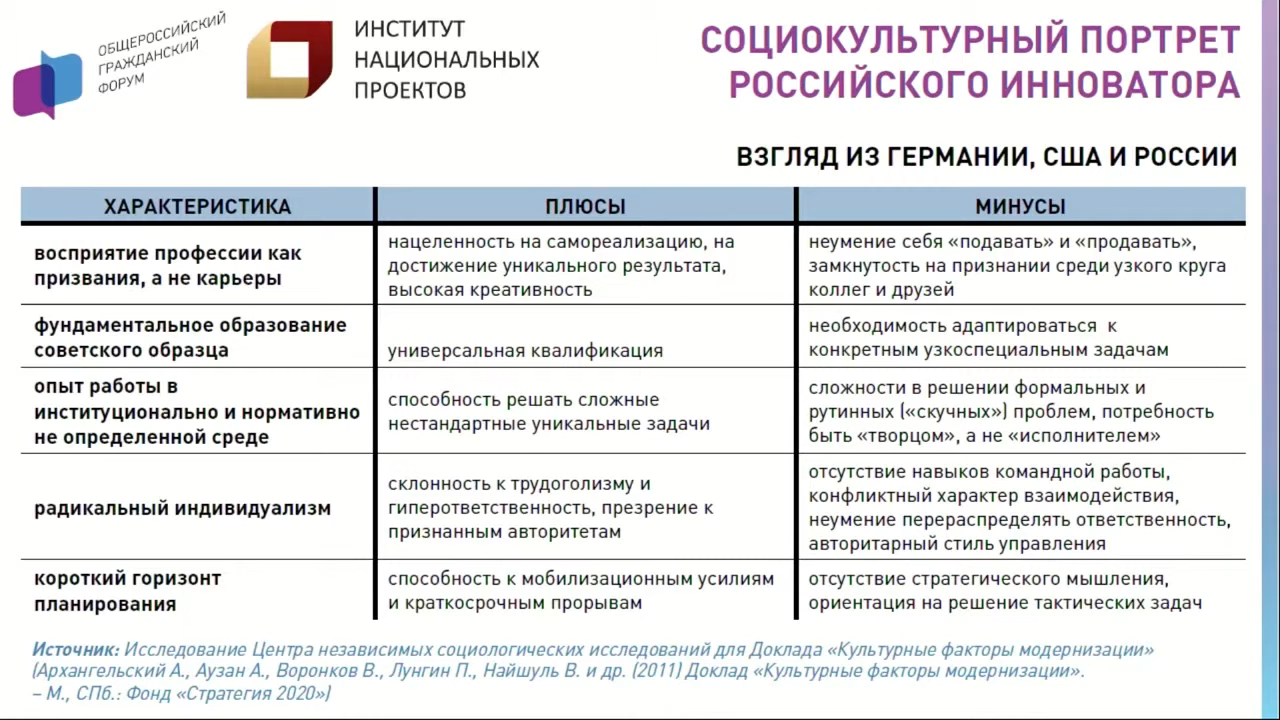 ОБЩЕРОССИЙСКИЙ
ГРАЖДАНСКИЙ
ФОРУМ
ИНСТИТУТ
НАЦИОНАЛЬНЫХ
ПРОЕКТОВ
СОЦИОКУЛЬТУРНЫЙ ПОРТРЕТ
РОССИЙСКОГО ИННОВАТОРА
ВЗГЛЯД ИЗ ГЕРМАНИИ, США И РОССИИ
ХАРАКТЕРИСТИКА
ПЛЮСЫ
МИНУСЫ
восприятие профессии как
призвания, а не карьеры
нацеленность на самореализацию, на
достижение уникального результата,
высокая креативность
неумение себя «подавать» и «продавать»,
замкнутость на признании среди узкого круга
коллег и друзей
фундаментальное образование
советского образца
универсальная квалификация
необходимость адаптироваться к
конкретным узкоспециальным задачам
опыт работы в
институционально и нормативно
не определенной среде
способность решать сложные
нестандартные уникальные задачи
сложности в решении формальных и
рутинных («скучных») проблем, потребность
быть «творцом», а не «исполнителем»
радикальный индивидуализм
склонность к трудоголизму и
гиперответственность, презрение к
признанным авторитетам
отсутствие навыков командной работы,
конфликтный характер взаимодействия,
неумение перераспределять ответственность,
авторитарный стиль управления
короткий горизонт
планирования
способность к мобилизационным усилиям
и краткосрочным прорывам
отсутствие стратегического мышления,
ориентация на решение тактических задач
Источник: Исследование Центра независимых социологических исследований для Доклада «Культурные факторы модернизации»
(Архангельский А., Аузан А., Воронков В., Лунгин П., Найшуль В. и др. (2011) Доклад «Культурные факторы модернизации».
– М., СПб.: Фонд «Стратегия 2020»)